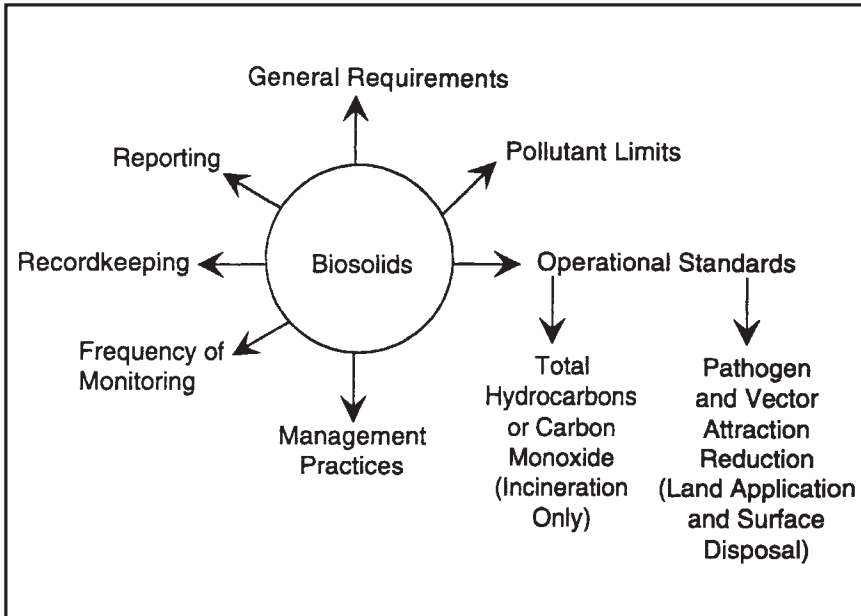 General Requirements
Reporting
Pollutant Limits
Recordkeeping
Biosolids
Operational Standards
Frequency of
Monitoring
Management
Practices
Total
Hydrocarbons
or Carbon
Monoxide
(Incineration
Only)
Pathogen
and Vector
Attraction
Reduction
(Land Application
and Surface
Disposal)